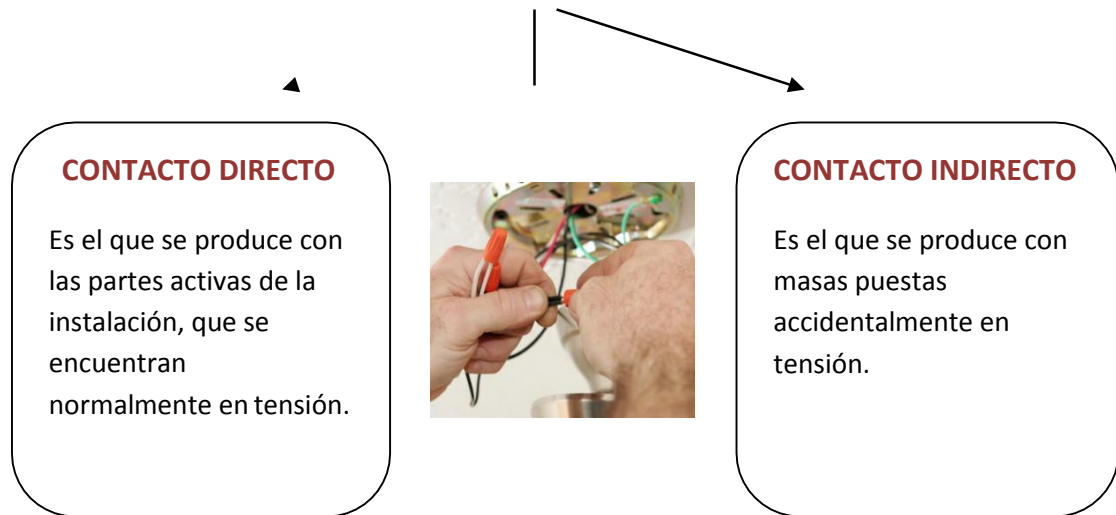 CONTACTO DIRECTO
Es el que se produce con
las partes activas de la
instalación, que se
encuentran
normalmente en tensión.
CONTACTO INDIRECTO
Es el que se produce con
masas puestas
accidentalmente en
tensión.